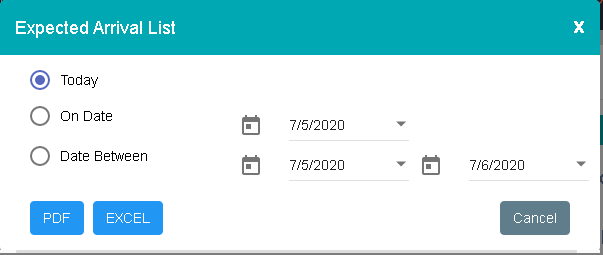 Expected Arrival List X
Today
On Date 7/5/2020
Date Between 7/5/2020 7/6/2020
PDF EXCEL Cancel